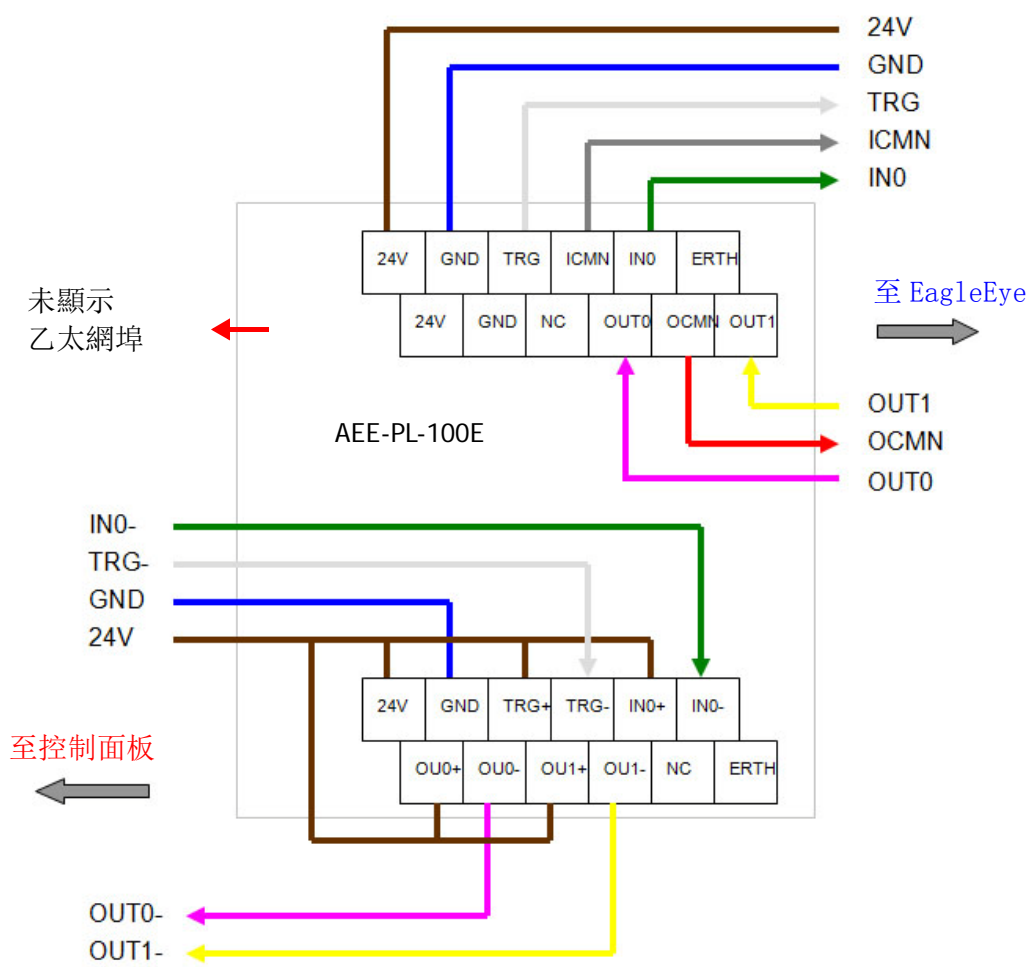 24V
GND
TRG
ICMN
IN0
24V GND TRG ICMN IN0 ERTH
24V GND NC OUT0 OCMN OUT1
未顯示
乙太網埠
至 EagleEye
OUT1
OCMN
OUT0
AEE-PL-100E
IN0-
TRG-
GND
24V
24V GND TRG+ TRG- IN0+ IN0-
OU0+ OU0- OU1+ OU1- NC ERTH
至控制面板
OUT0-
OUT1-